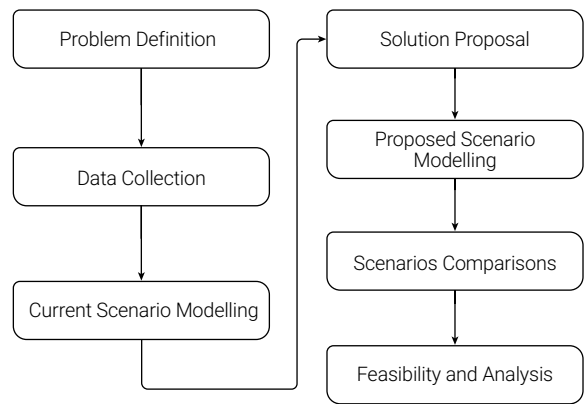 Problem Definition
Data Collection
Current Scenario Modelling
Solution Proposal
Proposed Scenario
Modelling
Scenarios Comparisons
Feasibility and Analysis